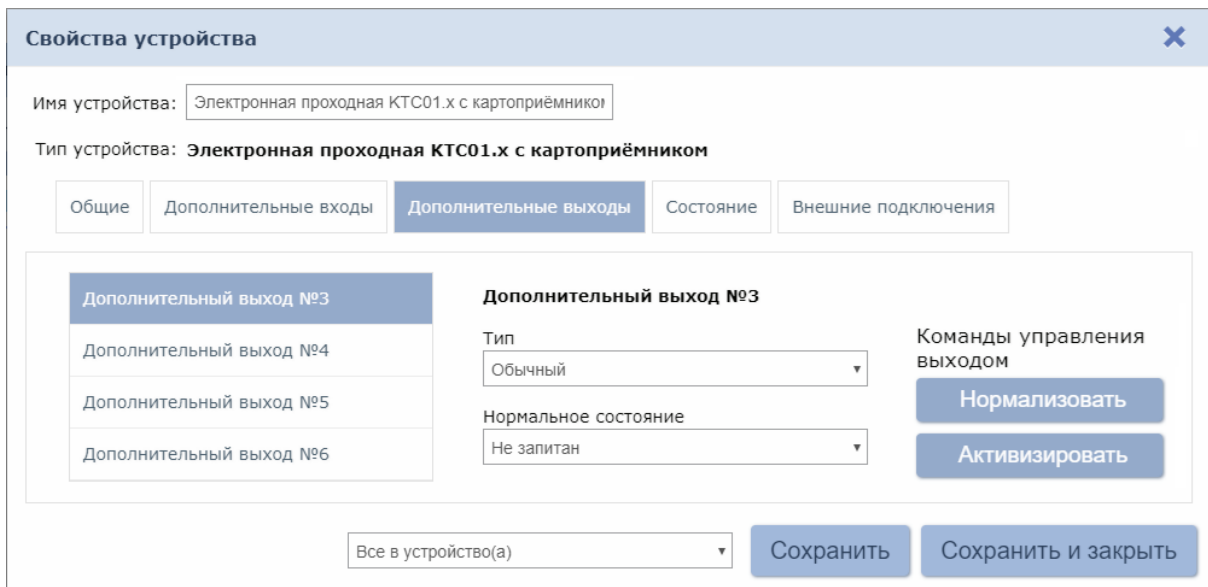 Свойства устройства
Имя устройства: Электронная проходная КТС01.х с картоприёмником
Тип устройства: Электронная проходная КТС01.х с картоприёмником
Общие Дополнительные входы Дополнительные выходы Состояние Внешние подключения
Дополнительный выход №3
Дополнительный выход №4
Дополнительный выход №5
Дополнительный выход №6
Дополнительный выход №3
Тип
Обычный
Нормальное состояние
Не запитан
Команды управления
выходом
Нормализовать
Активизировать
Все в устройство(а)
Сохранить
Сохранить и закрыть